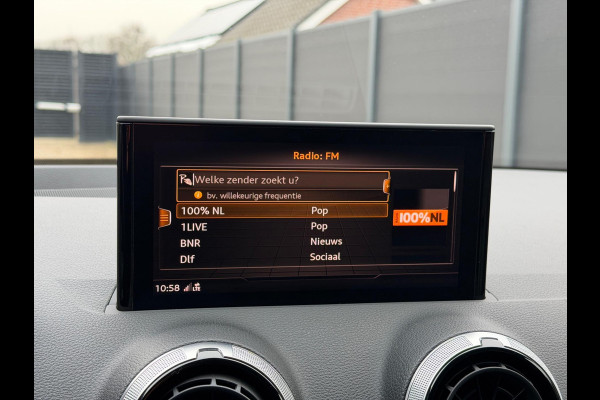 Radio: FM
Welke zender zoekt u?
bv. willekeurige frequentie
100% NL Pop
100%NL
1LIVE Pop
BNR Nieuws
Dlf Sociaal
10:58 LTE